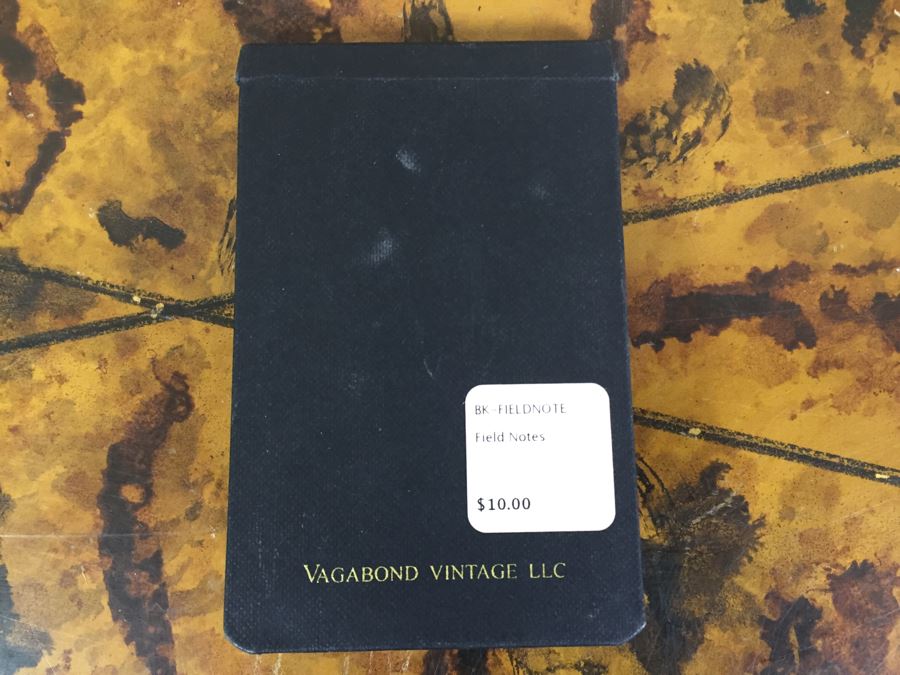 BK-FIELDNOTE
Field Notes
$10.00
VAGABOND VINTAGE LLC